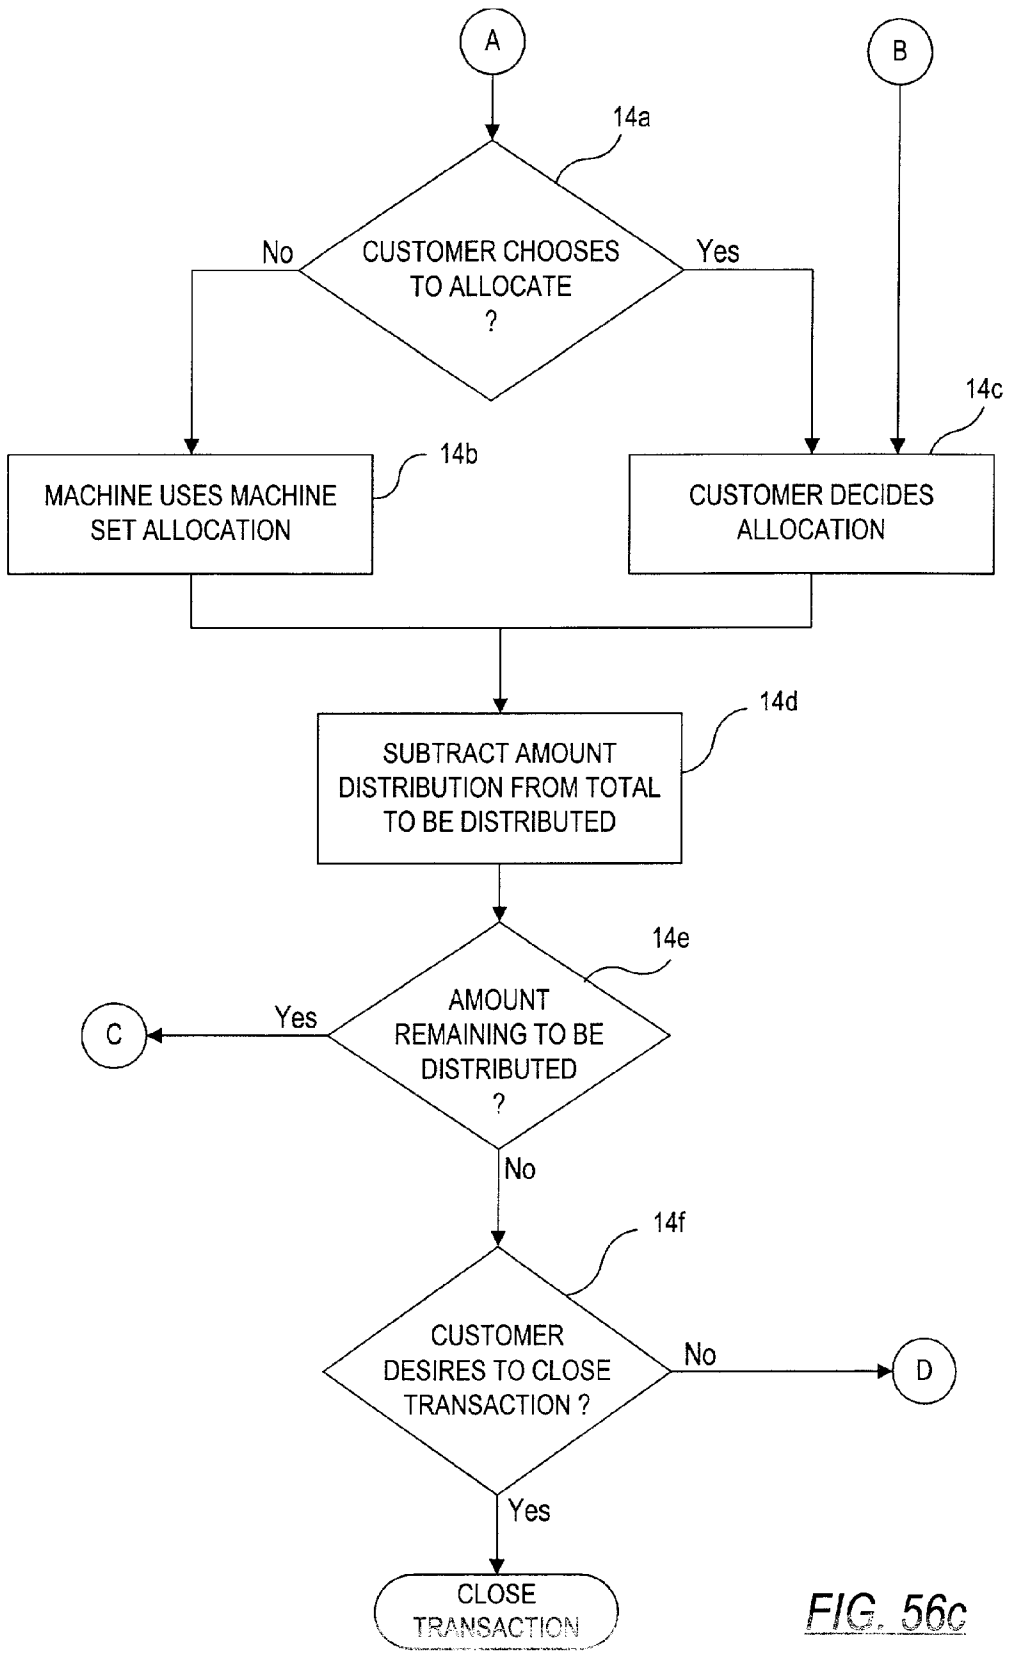 A
B
14a
No
CUSTOMER CHOOSES
TO ALLOCATE
?
Yes
14c
14b
MACHINE USES MACHINE
SET ALLOCATION
CUSTOMER DECIDES
ALLOCATION
14d
SUBTRACT AMOUNT
DISTRIBUTION FROM TOTAL
TO BE DISTRIBUTED
14e
C
Yes
AMOUNT
REMAINING TO BE
DISTRIBUTED
?
No
14f
CUSTOMER
DESIRES TO CLOSE
TRANSACTION ?
No
D
Yes
CLOSE
TRANSACTION
FIG. 56c